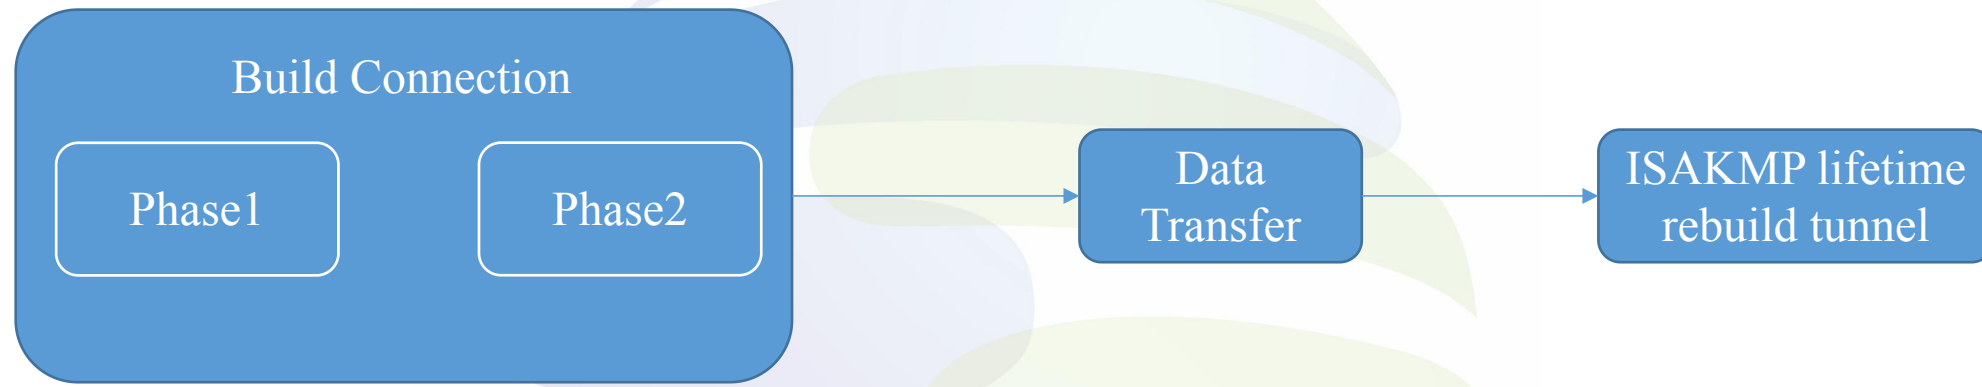 Build Connection
Phase1
Phase2
Data
Transfer
ISAKMP lifetime
rebuild tunnel